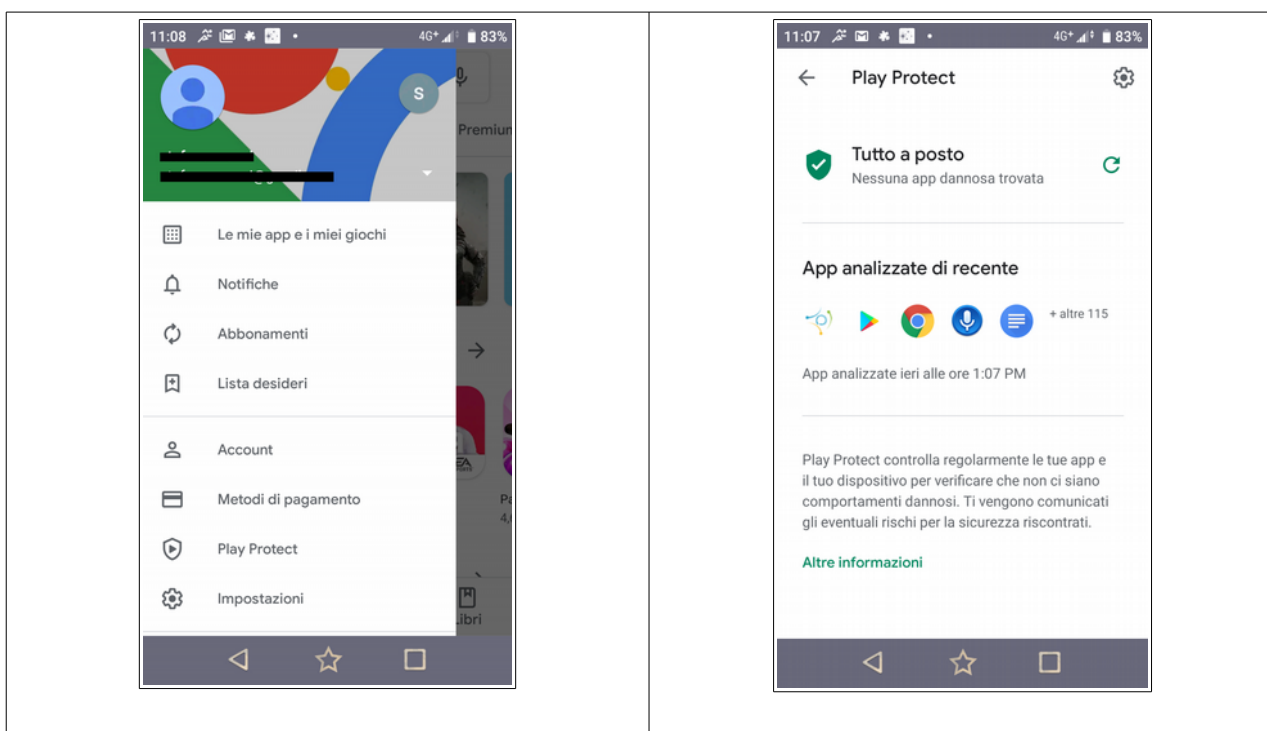 11:08
4G+
83%
S
Premiun
Le mie app e i miei giochi
Notifiche
Abbonamenti
Lista desideri
Account
Metodi di pagamento
Play Protect
Impostazioni
11:07
4G+
83%
Play Protect
Tutto a posto
Nessuna app dannosa trovata
App analizzate di recente
+ altre 115
App analizzate ieri alle ore 1:07 PM
Play Protect controlla regolarmente le tue app e
il tuo dispositivo per verificare che non ci siano
comportamenti dannosi. Ti vengono comunicati
gli eventuali rischi per la sicurezza riscontrati.
Altre informazioni